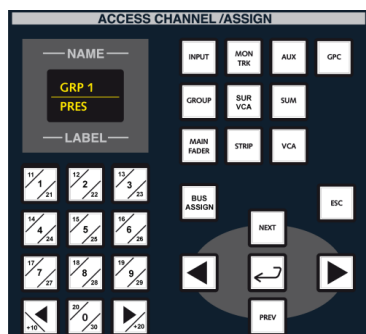 ACCESS CHANNEL /ASSIGN
NAME
GRP 1
PRES
LABEL
INPUT
MON TRK
AUX
GPC
GROUP
SUR VCA
SUM
MAIN FADER
STRIP
VCA
BUS ASSIGN
ESC
NEXT
PREV
11 1 21
12 2 22
13 3 23
14 4 24
15 5 25
16 6 26
17 7 27
18 8 28
19 9 29
+10
20 0 30
+20